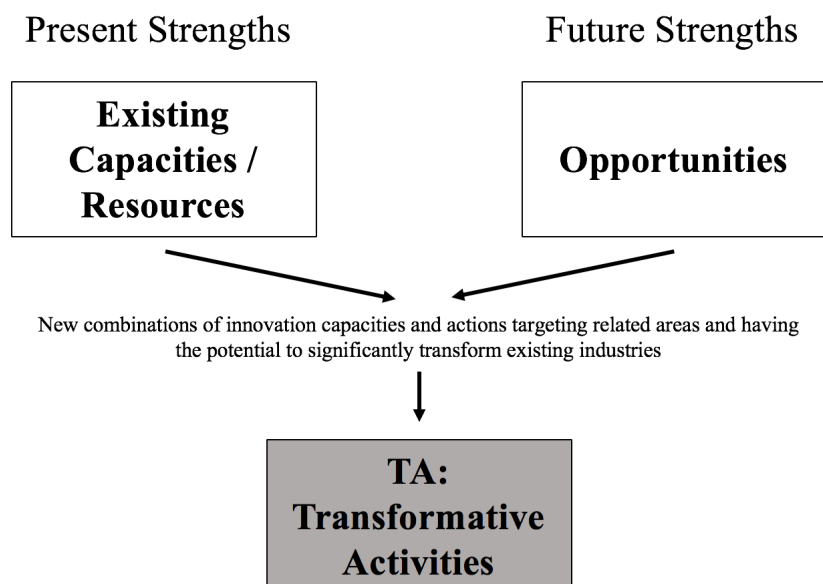 Present Strengths
Future Strengths
Existing
Capacities /
Resources
Opportunities
New combinations of innovation capacities and actions targeting related areas and having
the potential to significantly transform existing industries
TA:
Transformative
Activities